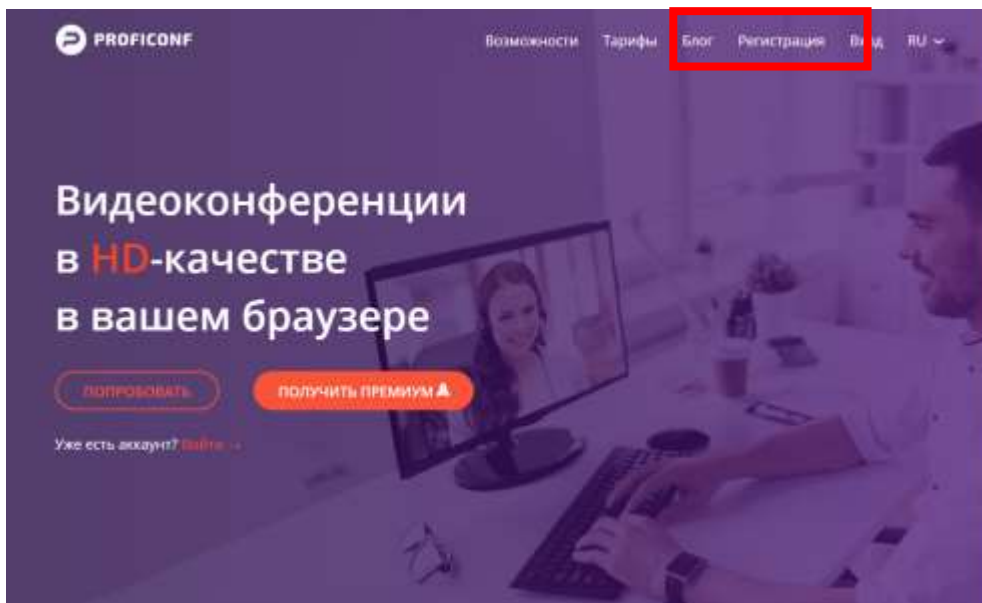 PROFICONF
Возможности Тарифы Блог Регистрация Вход RU
Видеоконференции
в HD-качестве
в вашем браузере
ПОПРОБОВАТЬ ПОЛУЧИТЬ ПРЕМИУМ
Уже есть аккаунт? Войти →